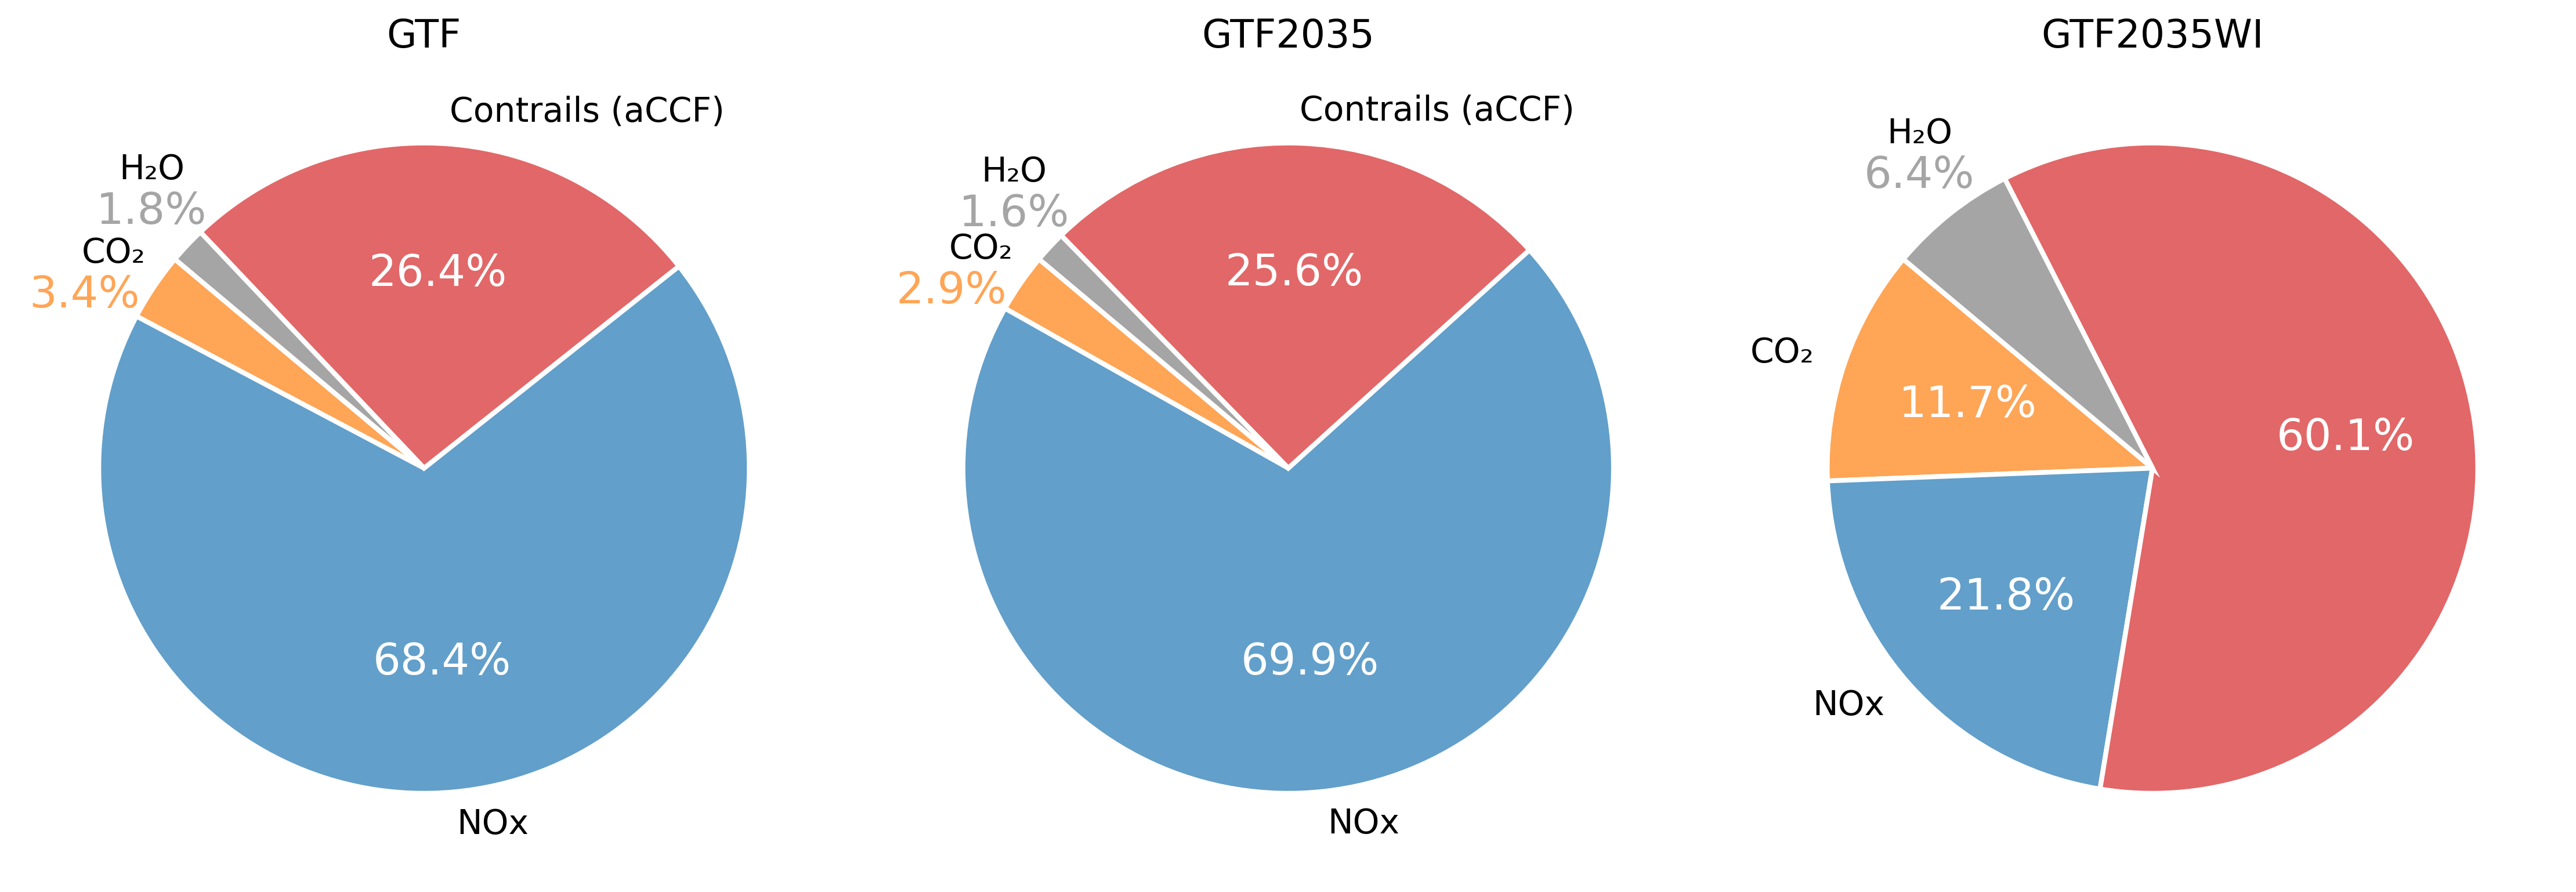 GTF
Contrails (aCCF)
H₂O
1.8%
CO₂
3.4%
26.4%
68.4%
NOx
GTF2035
Contrails (aCCF)
H₂O
1.6%
CO₂
2.9%
25.6%
69.9%
NOx
GTF2035WI
H₂O
6.4%
CO₂
11.7%
60.1%
21.8%
NOx